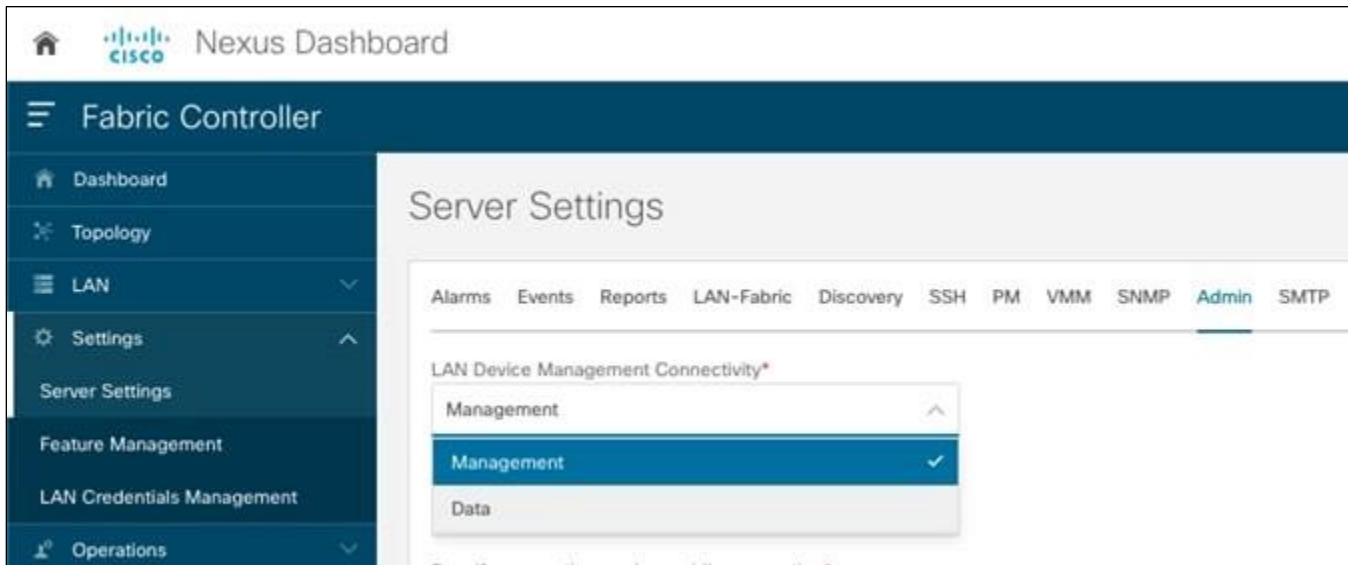 CISCO Nexus Dashboard
Fabric Controller
Dashboard
Topology
LAN
Settings
Server Settings
Feature Management
LAN Credentials Management
Operations
Server Settings
Alarms Events Reports LAN-Fabric Discovery SSH PM VMM SNMP Admin SMTP
LAN Device Management Connectivity*
Management
Management
Data